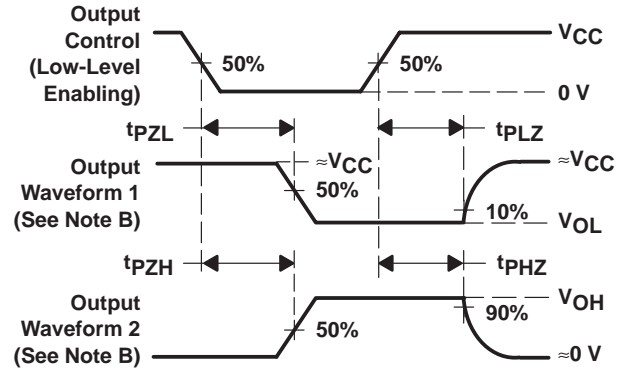 Output
Control
(Low-Level
Enabling)
50%
50%
VCC
0 V
tPZL
tPLZ
Output
Waveform 1
(See Note B)
≈VCC
50%
10%
≈VCC
VOL
tPZH
tPHZ
Output
Waveform 2
(See Note B)
50%
90%
VOH
≈0 V